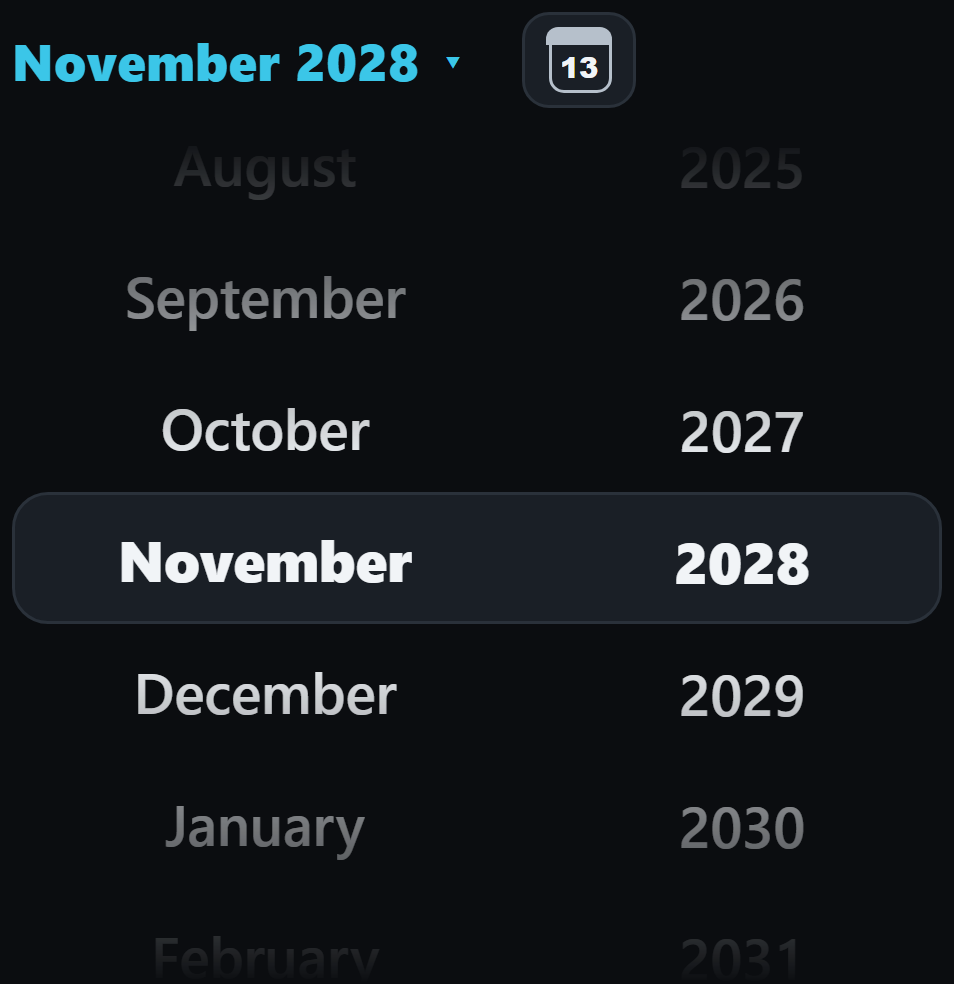 November 2028 ▼ 13
August 2025
September 2026
October 2027
November 2028
December 2029
January 2030
February 2031